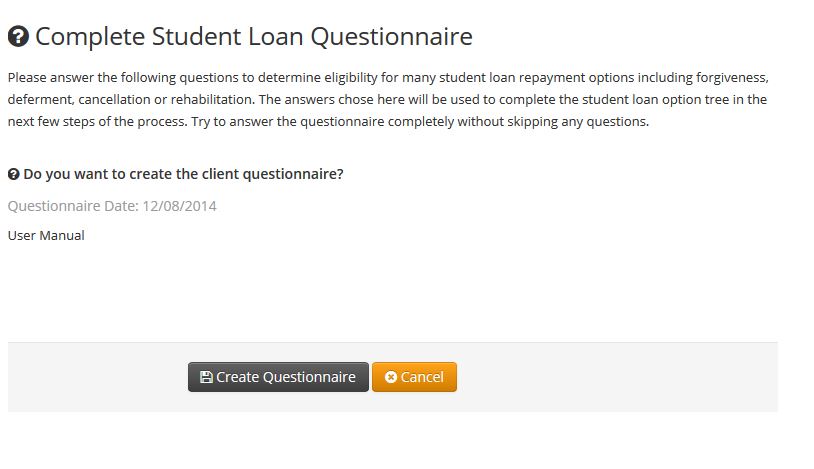 Complete Student Loan Questionnaire
Please answer the following questions to determine eligibility for many student loan repayment options including forgiveness,
deferment, cancellation or rehabilitation. The answers chose here will be used to complete the student loan option tree in the
next few steps of the process. Try to answer the questionnaire completely without skipping any questions.
Do you want to create the client questionnaire?
Questionnaire Date: 12/08/2014
User Manual
Create Questionnaire
Cancel